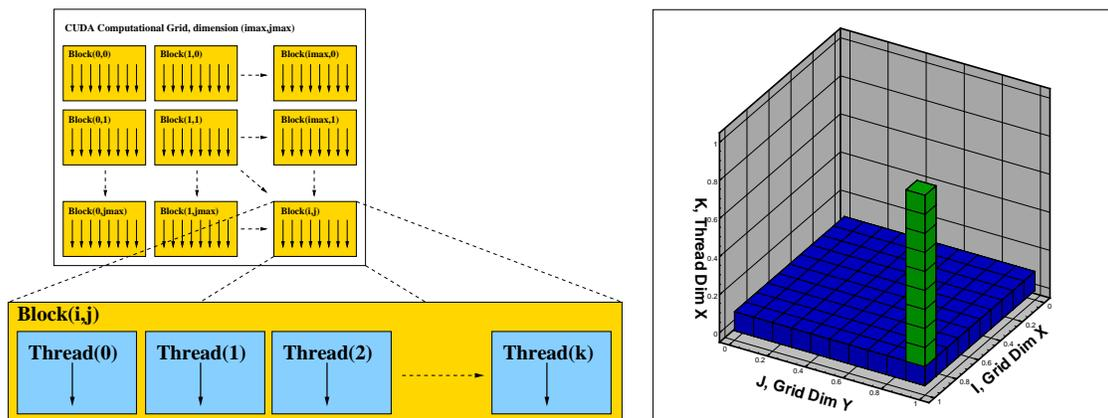 CUDA Computational Grid, dimension (imax,jmax)
Block(0,0) Block(1,0) Block(imax,0)
Block(0,1) Block(1,1) Block(imax,1)
Block(0,jmax) Block(1,jmax) Block(i,j)
Block(i,j)
Thread(0) Thread(1) Thread(2) Thread(k)
K, Thread Dim X
1
0.8
0.6
0.4
0.2
0
J, Grid Dim Y
0 0.2 0.4 0.6 0.8 1
I, Grid Dim X
0
0.2
0.4
0.6
0.8
1